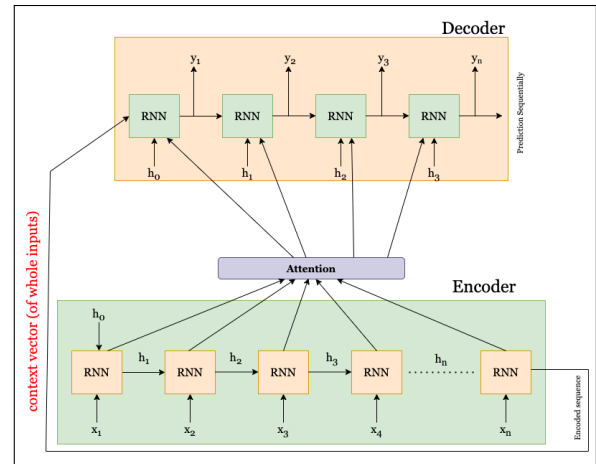 Decoder
y₁ y₂ y₃ yₙ
RNN RNN RNN RNN
Prediction Sequentially
h₀ h₁ h₂ h₃
context vector (of whole inputs)
Attention
Encoder
h₀
h₁ h₂ h₃ hₙ
RNN RNN RNN RNN RNN
Encoded sequence
x₁ x₂ x₃ x₄ xₙ